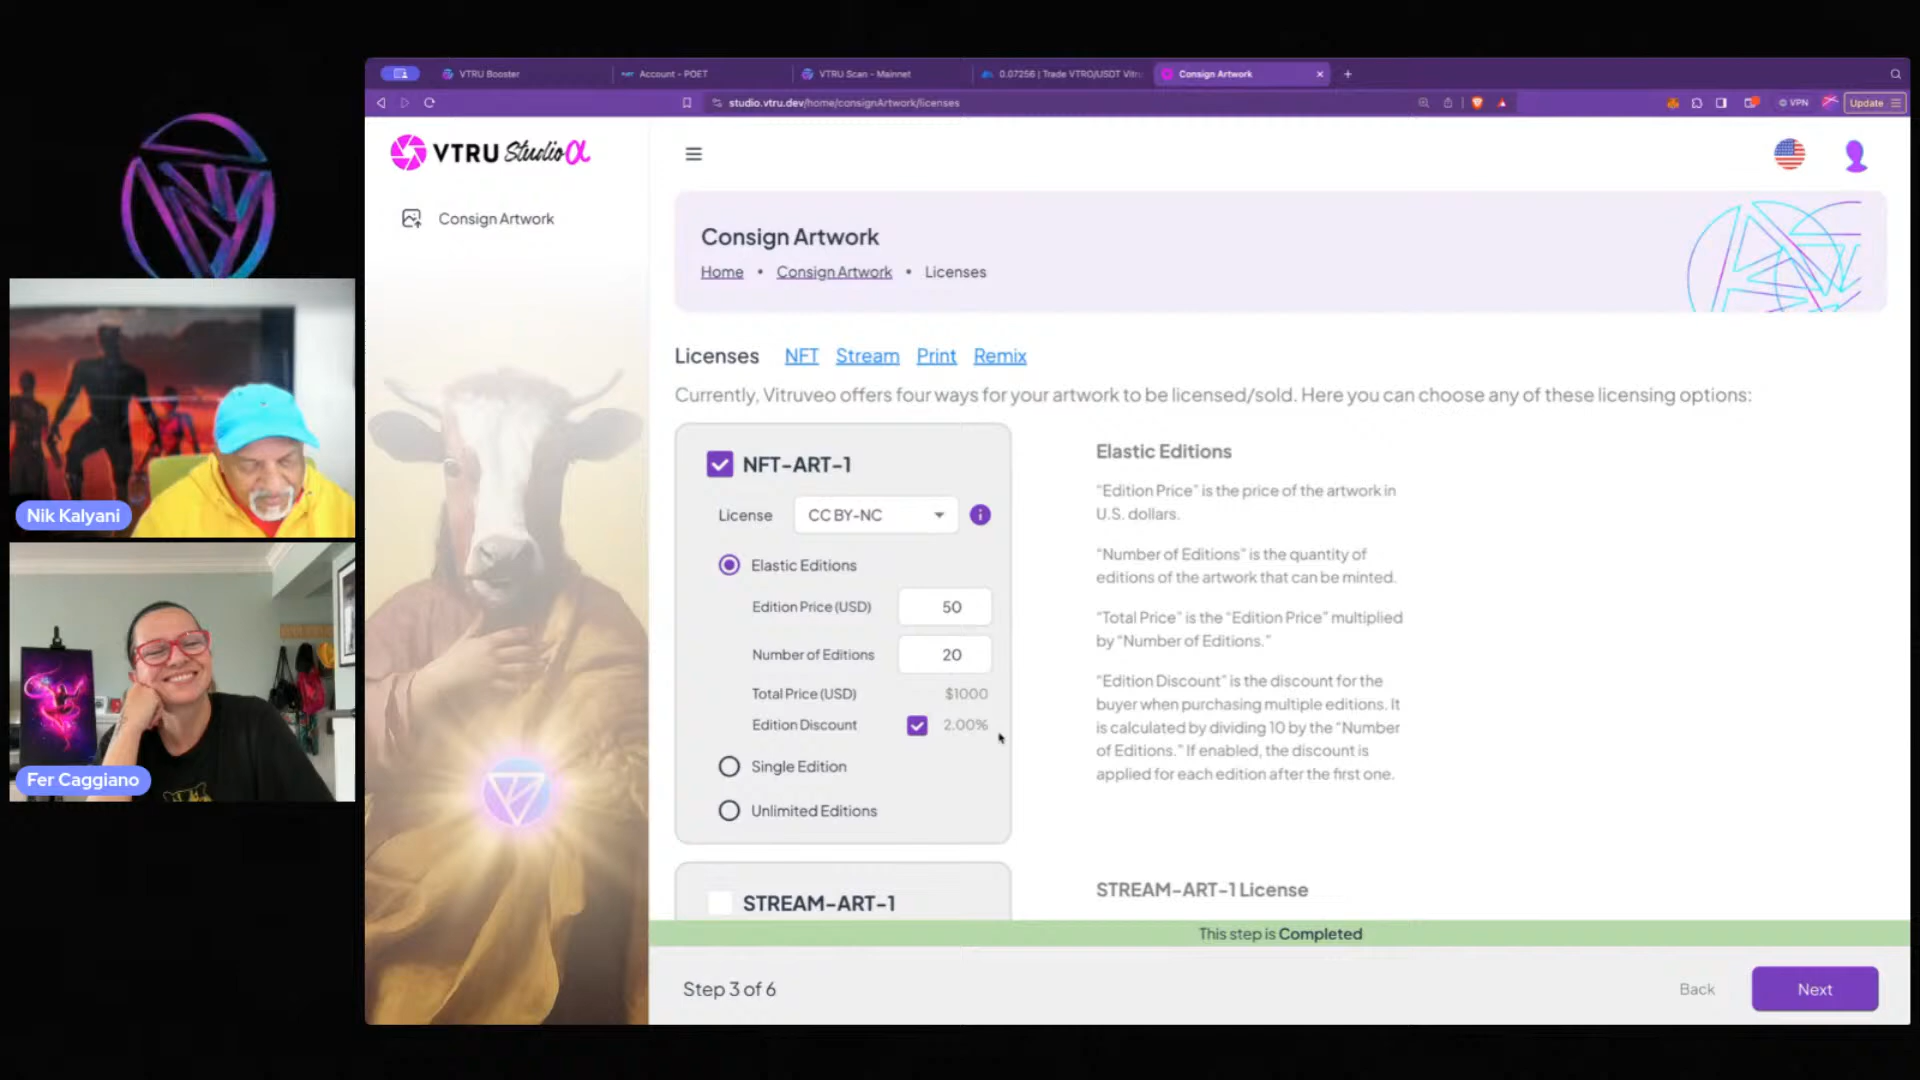 VTRU Booster
Account - POET
VTRU Scan - Mainnet
0.07256 | Trade VTRO/USDT Vitru
Consign Artwork
studio.vtru.dev/home/consignArtwork/licenses
VPN
Update
VTRU Studio α
Consign Artwork
Consign Artwork
Home • Consign Artwork • Licenses
Licenses NFT Stream Print Remix
Currently, Vitruveo offers four ways for your artwork to be licensed/sold. Here you can choose any of these licensing options:
NFT-ART-1
License CC BY-NC
Elastic Editions
Edition Price (USD) 50
Number of Editions 20
Total Price (USD) $1000
Edition Discount 2.00%
Single Edition
Unlimited Editions
Elastic Editions
“Edition Price” is the price of the artwork in
U.S. dollars.
“Number of Editions” is the quantity of
editions of the artwork that can be minted.
“Total Price” is the “Edition Price” multiplied
by “Number of Editions.”
“Edition Discount” is the discount for the
buyer when purchasing multiple editions. It
is calculated by dividing 10 by the “Number
of Editions.” If enabled, the discount is
applied for each edition after the first one.
STREAM-ART-1
STREAM-ART-1 License
This step is Completed
Step 3 of 6
Back
Next
Nik Kalyani
Fer Caggiano